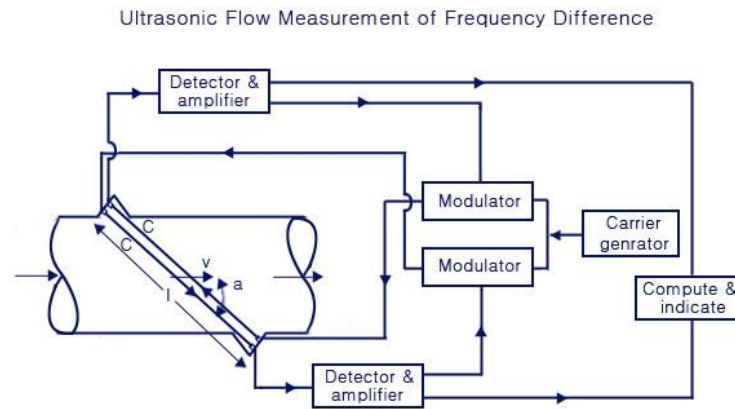 Ultrasonic Flow Measurement of Frequency Difference
Detector &
amplifier
Modulator
Carrier
genrator
Modulator
Compute &
indicate
C
C
v
a
l
Detector &
amplifier